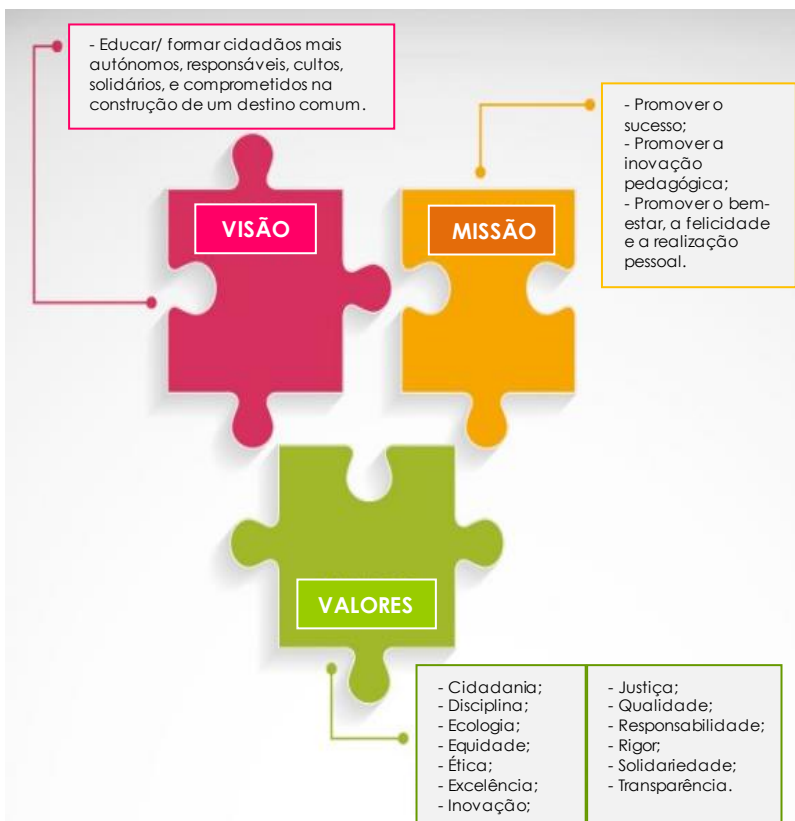 - Educar/ formar cidadãos mais
autónomos, responsáveis, cultos,
solidários, e comprometidos na
construção de um destino comum.
- Promover o
sucesso;
- Promover a
inovação
pedagógica;
- Promover o bem-
estar, a felicidade
e a realização
pessoal.
VISÃO
MISSÃO
VALORES
- Cidadania;
- Disciplina;
- Ecologia;
- Equidade;
- Ética;
- Excelência;
- Inovação;
- Justiça;
- Qualidade;
- Responsabilidade;
- Rigor;
- Solidariedade;
- Transparência.